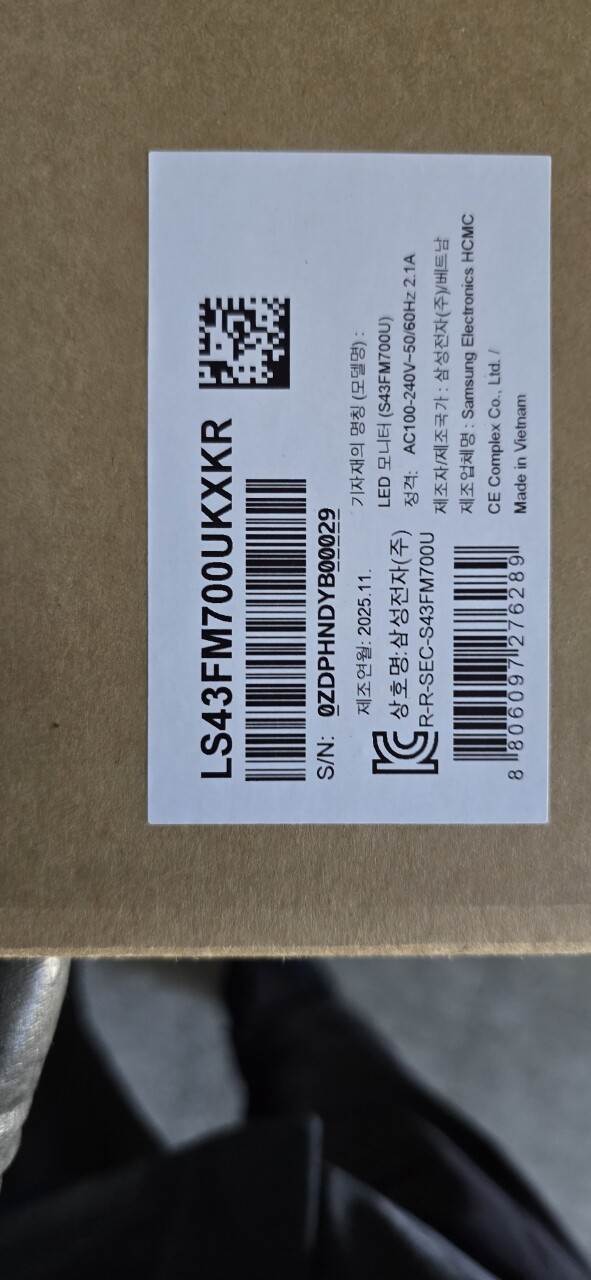 LS43FM700UKXKR
S/N: 0ZDPHNDYB00029
제조연월: 2025.11.
상호명:삼성전자(주)
R-R-SEC-S43FM700U
8 806097 276289
기자재의 명칭 (모델명) :
LED 모니터 (S43FM700U)
정격: AC100-240V~50/60Hz 2.1A
제조자/제조국가 : 삼성전자(주)/베트남
제조업체명 : Samsung Electronics HCMC
CE Complex Co., Ltd. /
Made in Vietnam